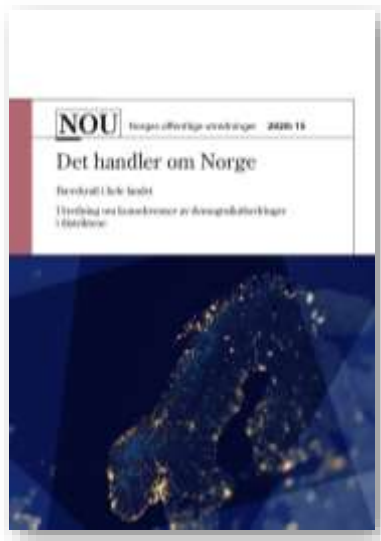 NOU Norges offentlige utredninger 2020: 15
Det handler om Norge
Bærekraft i hele landet
Utredning om konsekvenser av demografiutfordringer
i distriktene